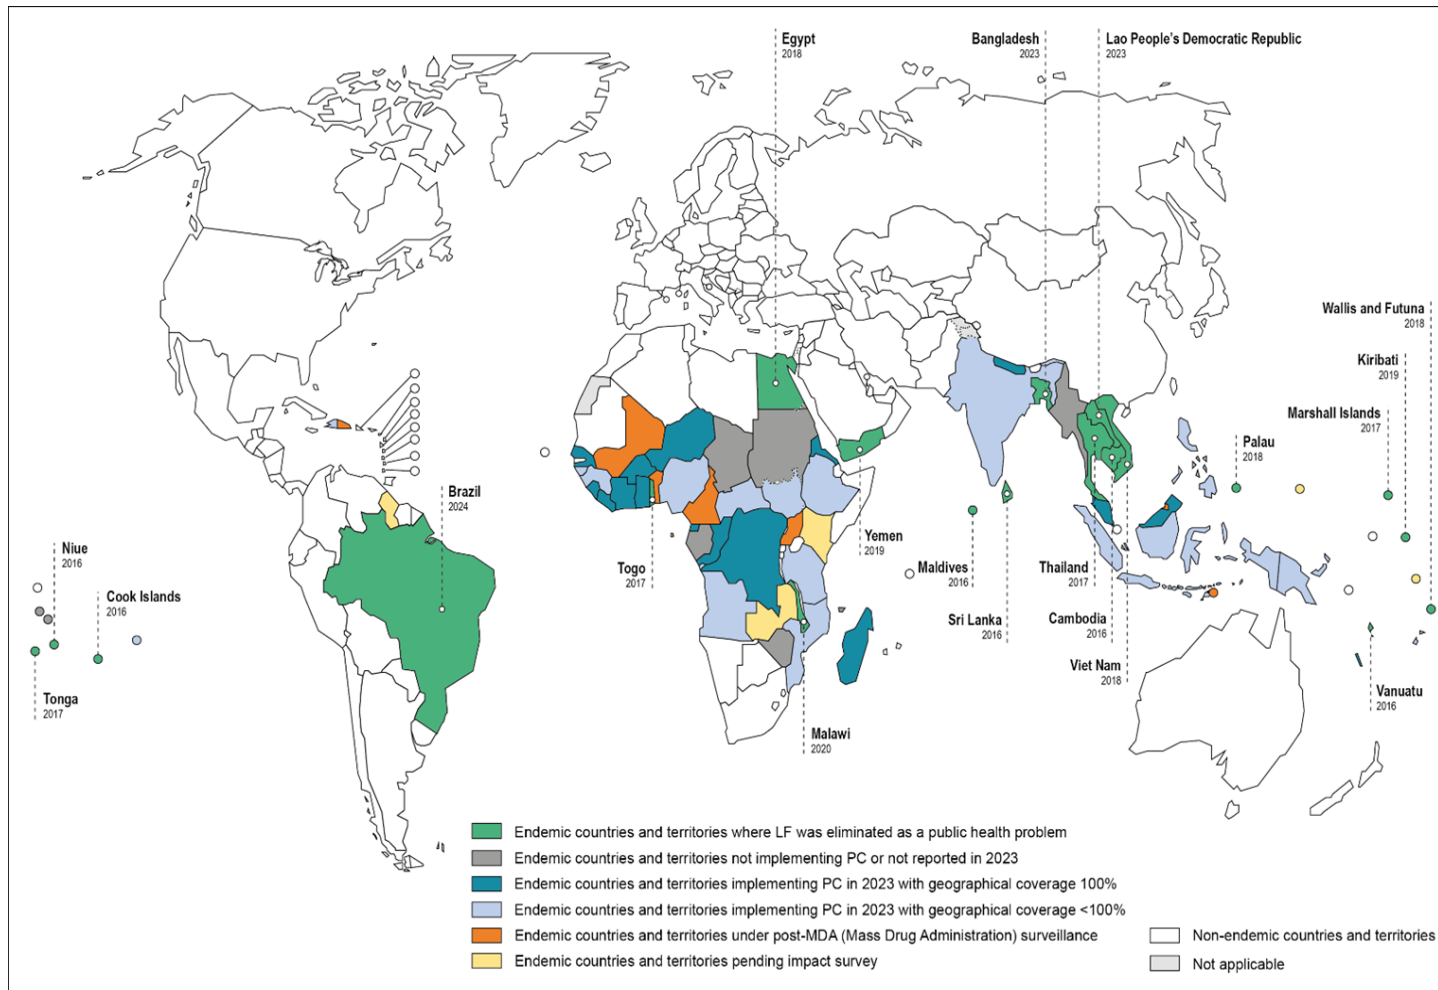 Egypt
2018
Bangladesh
2023
Lao People's Democratic Republic
2023
Wallis and Futuna
2018
Kiribati
2019
Marshall Islands
2017
Palau
2018
Brazil
2024
Niue
2016
Cook Islands
2016
Tonga
2017
Togo
2017
Yemen
2019
Maldives
2016
Sri Lanka
2016
Thailand
2017
Cambodia
2016
Viet Nam
2018
Vanuatu
2016
Malawi
2020
Endemic countries and territories where LF was eliminated as a public health problem
Endemic countries and territories not implementing PC or not reported in 2023
Endemic countries and territories implementing PC in 2023 with geographical coverage 100%
Endemic countries and territories implementing PC in 2023 with geographical coverage <100%
Endemic countries and territories under post-MDA (Mass Drug Administration) surveillance
Endemic countries and territories pending impact survey
Non-endemic countries and territories
Not applicable